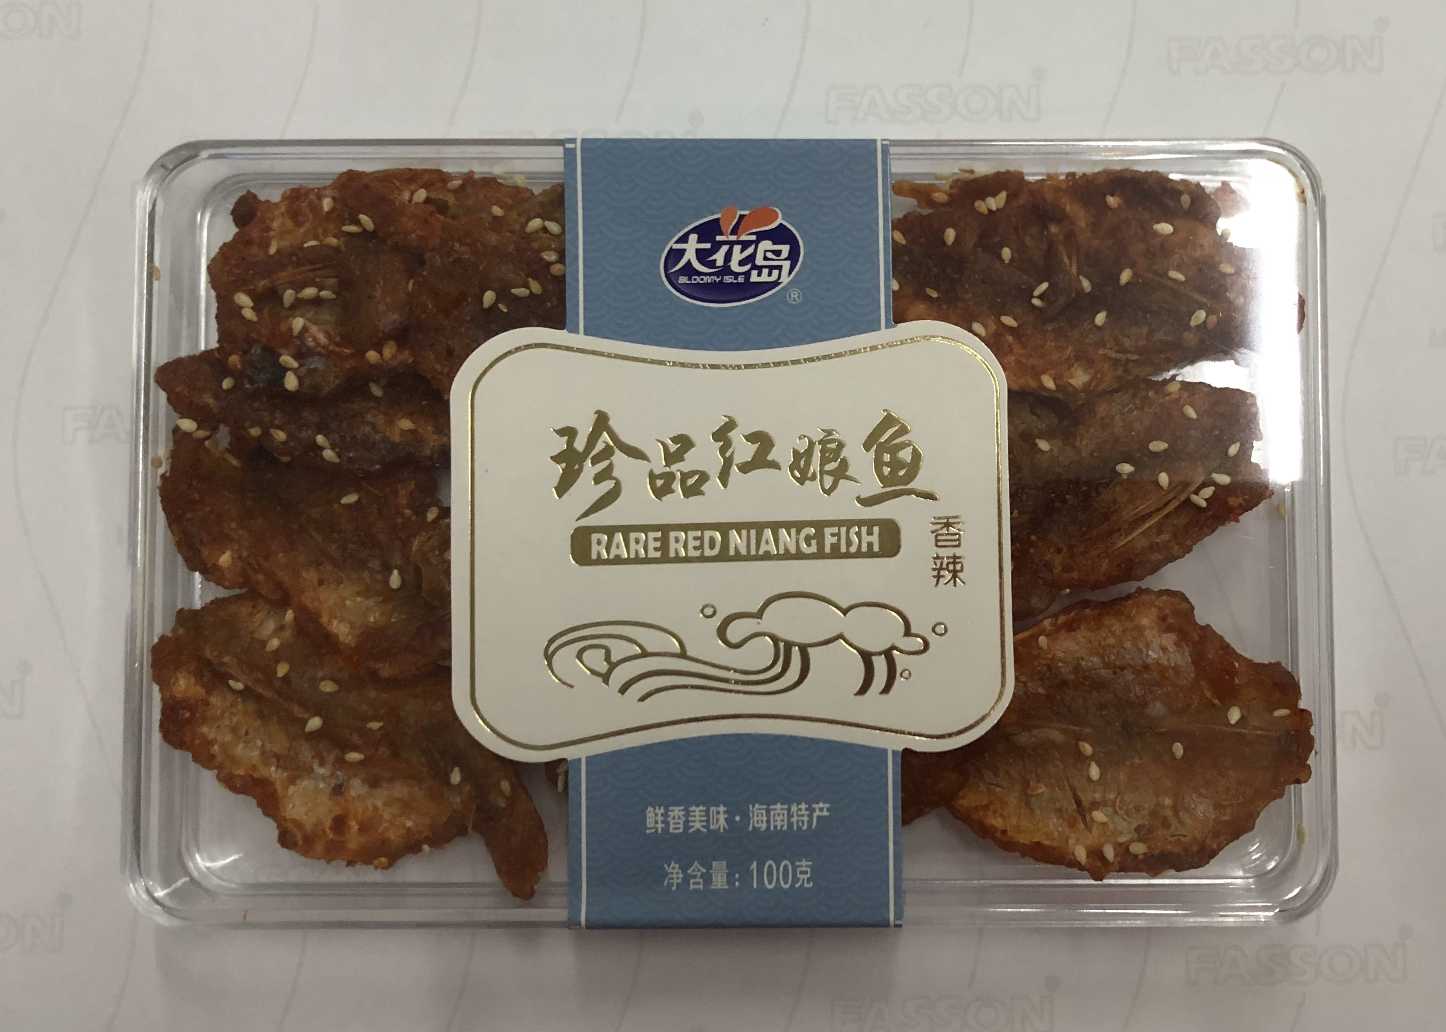 FASSON
FASSON
大花岛
BLOOMY ISLE
®
珍品红娘鱼
RARE RED NIANG FISH
香辣
鲜香美味·海南特产
净含量:100克
FASSON
FASSON